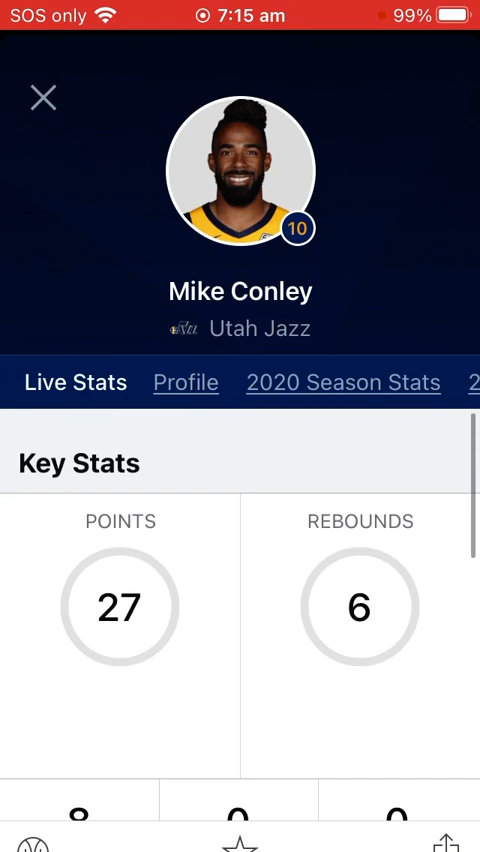 SOS only 7:15 am 99%
10
Mike Conley
Utah Jazz
Live Stats Profile 2020 Season Stats 2
Key Stats
POINTS REBOUNDS
27 6